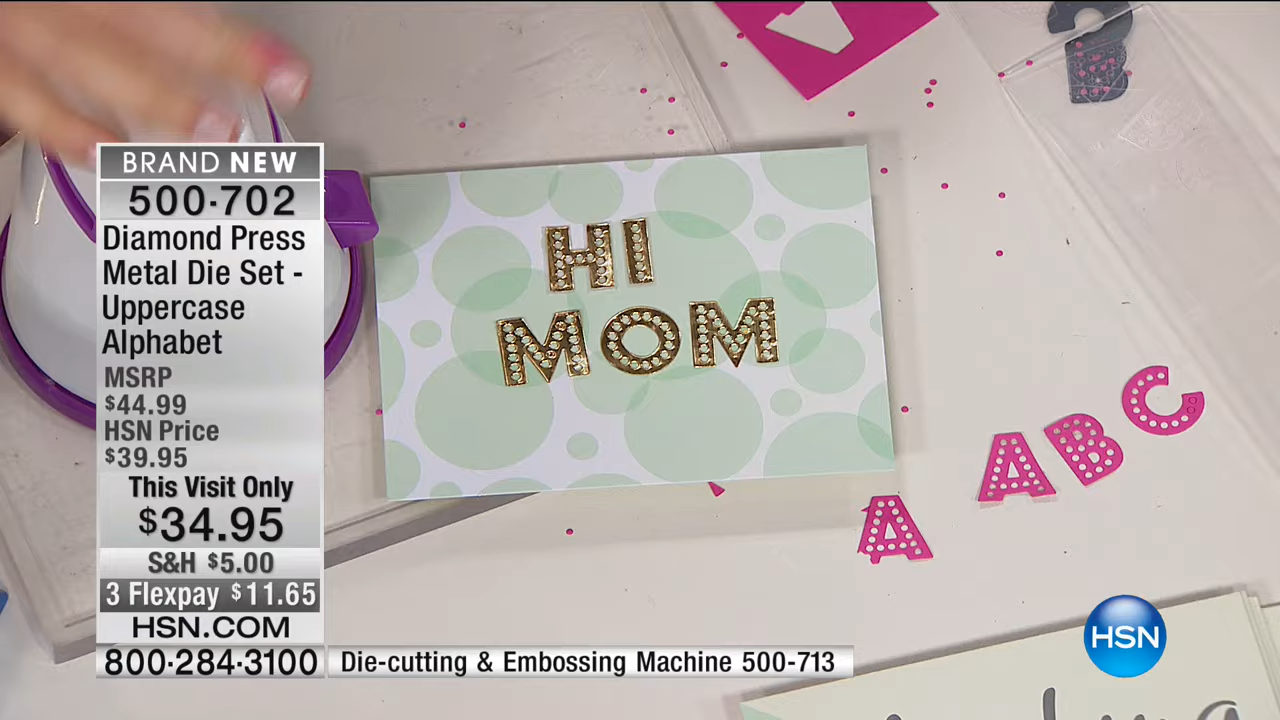 BRAND NEW
500-702
Diamond Press
Metal Die Set -
Uppercase
Alphabet
MSRP
$44.99
HSN Price
$39.95
This Visit Only
$34.95
S&H $5.00
3 Flexpay $11.65
HSN.COM
800-284-3100
Die-cutting & Embossing Machine 500-713
HI
MOM
A B C
A
HSN